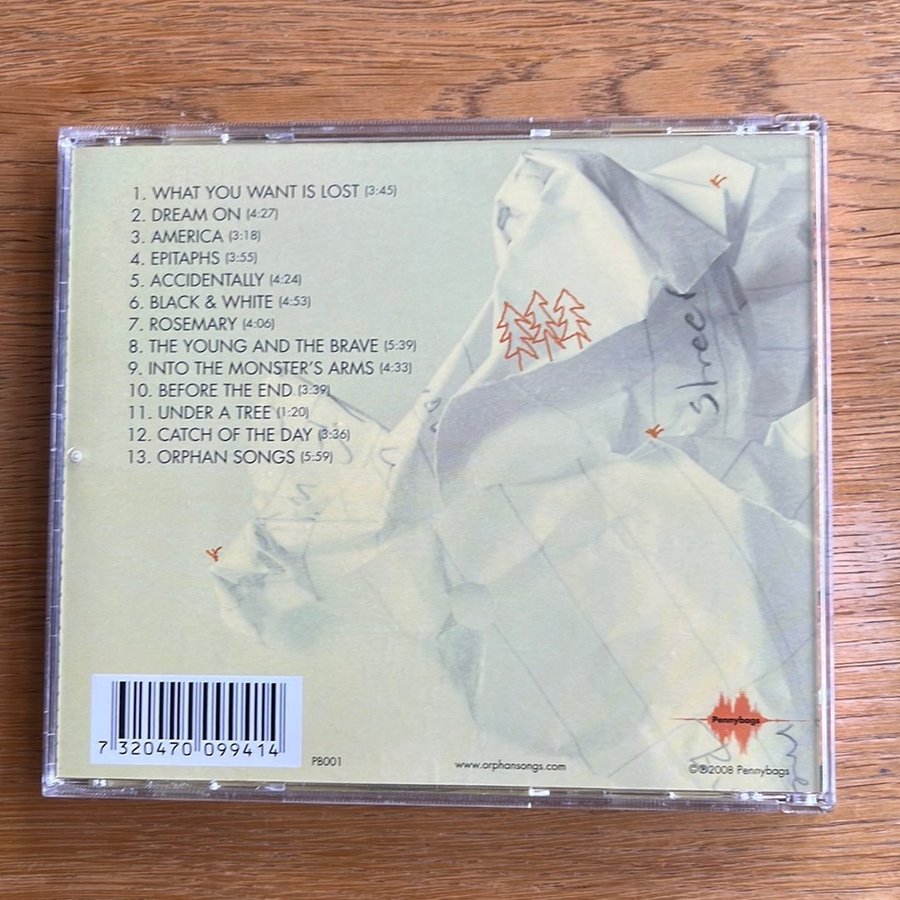 1. WHAT YOU WANT IS LOST (3:45)
2. DREAM ON (4:27)
3. AMERICA (3:18)
4. EPITAPHS (3:55)
5. ACCIDENTALLY (4:24)
6. BLACK & WHITE (4:53)
7. ROSEMARY (4:06)
8. THE YOUNG AND THE BRAVE (5:39)
9. INTO THE MONSTER'S ARMS (4:33)
10. BEFORE THE END (3:39)
11. UNDER A TREE (1:20)
12. CATCH OF THE DAY (3:36)
13. ORPHAN SONGS (5:59)
Pennybags
7 320470 099414
PB001
www.orphansongs.com
©℗2008 Pennybags